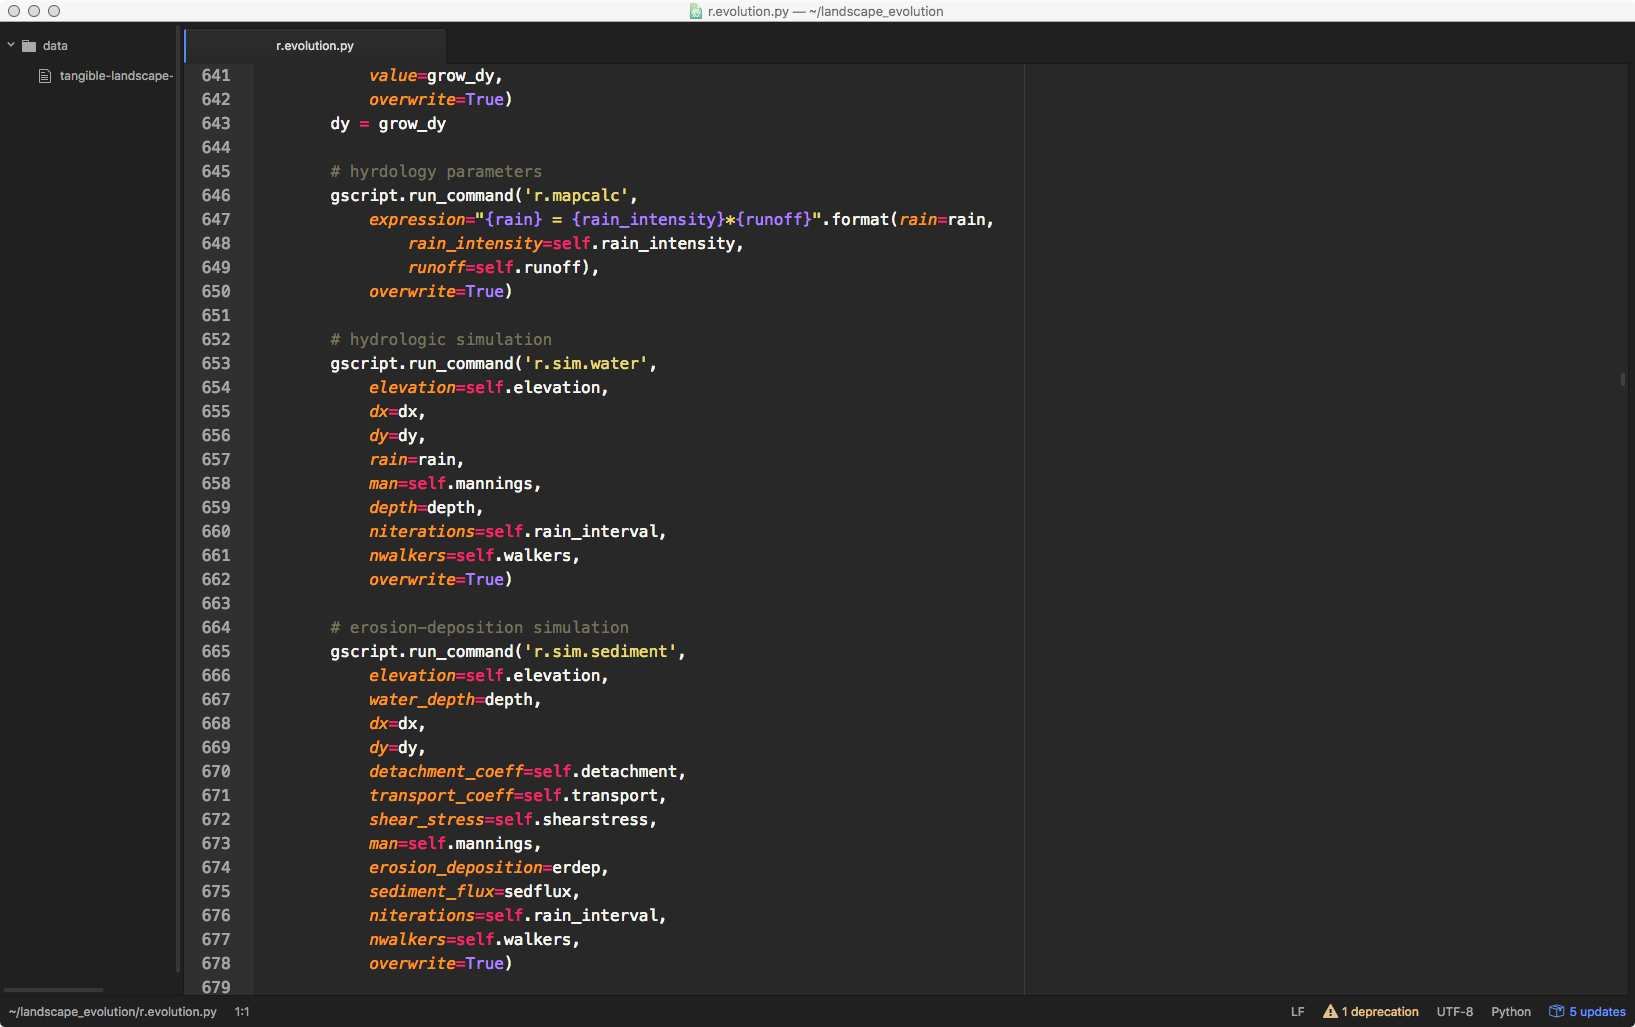 r.evolution.py — ~/landscape_evolution
data
tangible-landscape-
r.evolution.py
641 value=grow_dy,
642 overwrite=True)
643 dy = grow_dy
644
645 # hyrdology parameters
646 gscript.run_command('r.mapcalc',
647 expression="{rain} = {rain_intensity}*{runoff}".format(rain=rain,
648 rain_intensity=self.rain_intensity,
649 runoff=self.runoff),
650 overwrite=True)
651
652 # hydrologic simulation
653 gscript.run_command('r.sim.water',
654 elevation=self.elevation,
655 dx=dx,
656 dy=dy,
657 rain=rain,
658 man=self.mannings,
659 depth=depth,
660 niterations=self.rain_interval,
661 nwalkers=self.walkers,
662 overwrite=True)
663
664 # erosion-deposition simulation
665 gscript.run_command('r.sim.sediment',
666 elevation=self.elevation,
667 water_depth=depth,
668 dx=dx,
669 dy=dy,
670 detachment_coeff=self.detachment,
671 transport_coeff=self.transport,
672 shear_stress=self.shearstress,
673 man=self.mannings,
674 erosion_deposition=erdep,
675 sediment_flux=sedflux,
676 niterations=self.rain_interval,
677 nwalkers=self.walkers,
678 overwrite=True)
679
~/landscape_evolution/r.evolution.py 1:1 LF 1 deprecation UTF-8 Python 5 updates